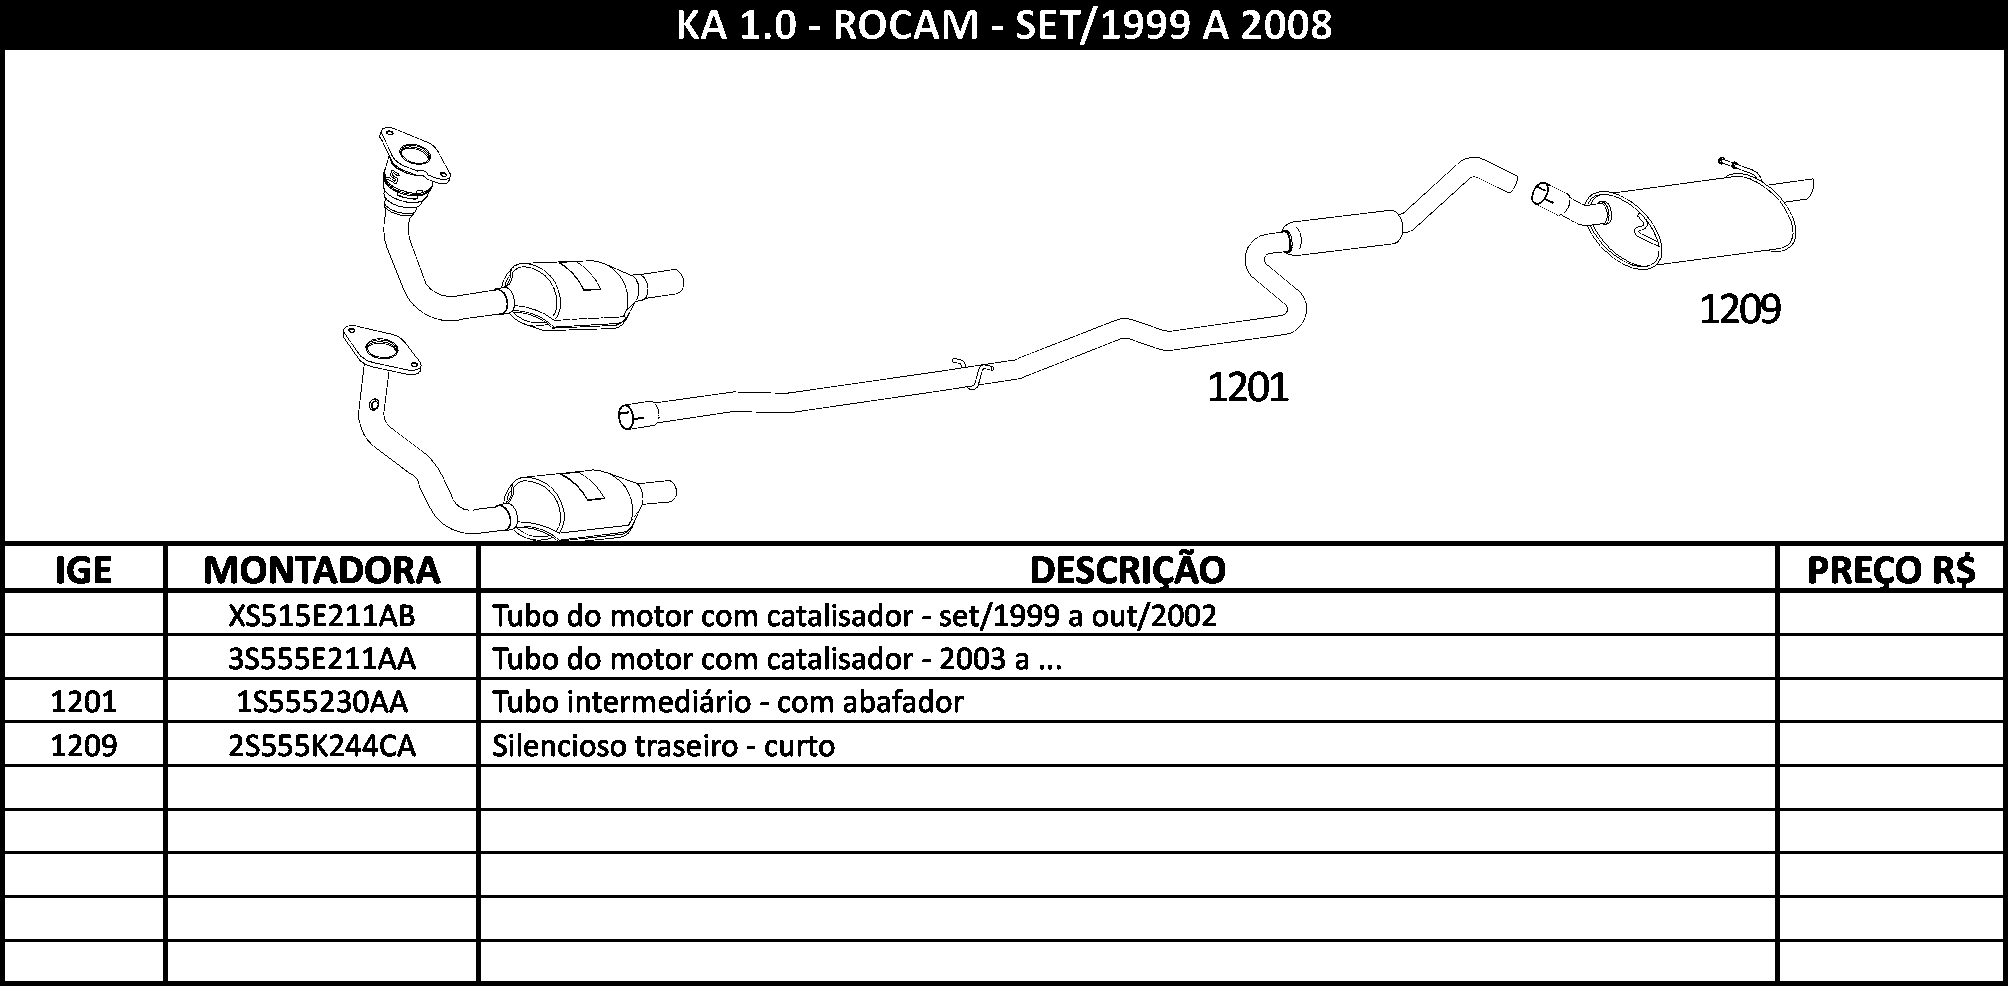 KA 1.0 - ROCAM - SET/1999 A 2008
1209
1201
IGE MONTADORA DESCRIÇÃO PREÇO R$
XS515E211AB Tubo do motor com catalisador - set/1999 a out/2002
3S555E211AA Tubo do motor com catalisador - 2003 a ...
1201 1S555230AA Tubo intermediário - com abafador
1209 2S555K244CA Silencioso traseiro - curto